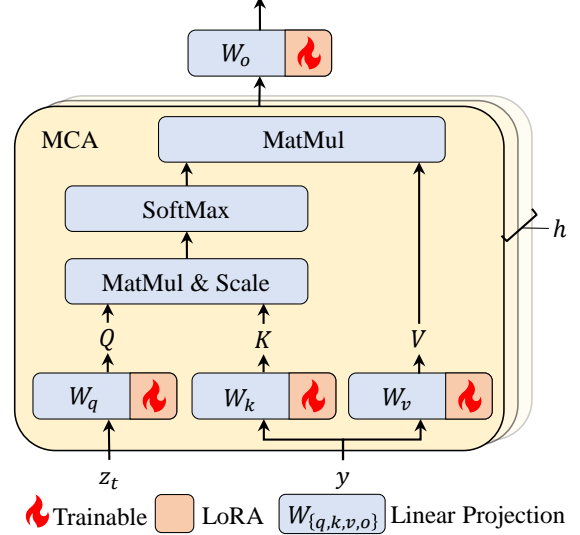 W_o
MCA
MatMul
SoftMax
h
MatMul & Scale
Q K V
W_q W_k W_v
z_t y
Trainable LoRA W_{q,k,v,o} Linear Projection